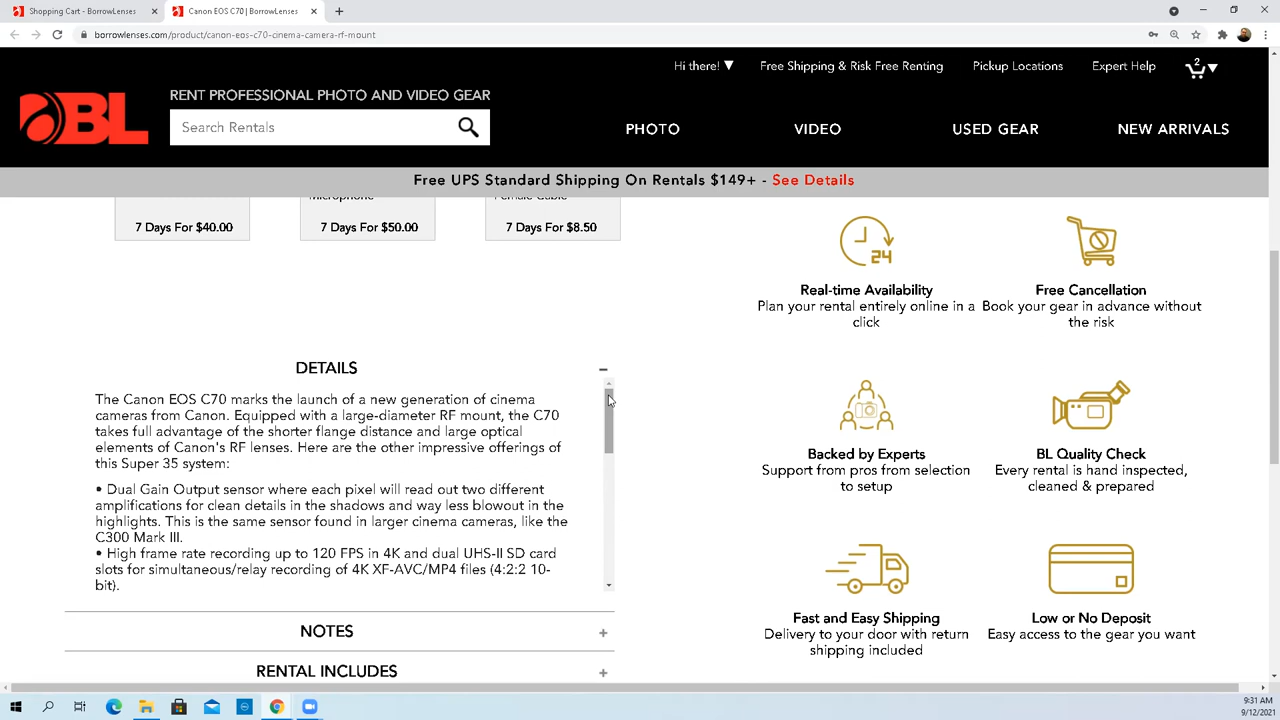 Shopping Cart - BorrowLenses
Canon EOS C70 | BorrowLenses
borrowlenses.com/product/canon-eos-c70-cinema-camera-rf-mount
Hi there! ▼
Free Shipping & Risk Free Renting
Pickup Locations
Expert Help
2
RENT PROFESSIONAL PHOTO AND VIDEO GEAR
BL
Search Rentals
PHOTO
VIDEO
USED GEAR
NEW ARRIVALS
Free UPS Standard Shipping On Rentals $149+ - See Details
Microphone
Female Cable
7 Days For $40.00
7 Days For $50.00
7 Days For $8.50
24
Real-time Availability
Plan your rental entirely online in a
click
Free Cancellation
Book your gear in advance without
the risk
DETAILS
The Canon EOS C70 marks the launch of a new generation of cinema
cameras from Canon. Equipped with a large-diameter RF mount, the C70
takes full advantage of the shorter flange distance and large optical
elements of Canon's RF lenses. Here are the other impressive offerings of
this Super 35 system:
• Dual Gain Output sensor where each pixel will read out two different
amplifications for clean details in the shadows and way less blowout in the
highlights. This is the same sensor found in larger cinema cameras, like the
C300 Mark III.
• High frame rate recording up to 120 FPS in 4K and dual UHS-II SD card
slots for simultaneous/relay recording of 4K XF-AVC/MP4 files (4:2:2 10-
bit).
Backed by Experts
Support from pros from selection
to setup
BL Quality Check
Every rental is hand inspected,
cleaned & prepared
Fast and Easy Shipping
Delivery to your door with return
shipping included
Low or No Deposit
Easy access to the gear you want
NOTES
RENTAL INCLUDES
9:31 AM
9/12/2021